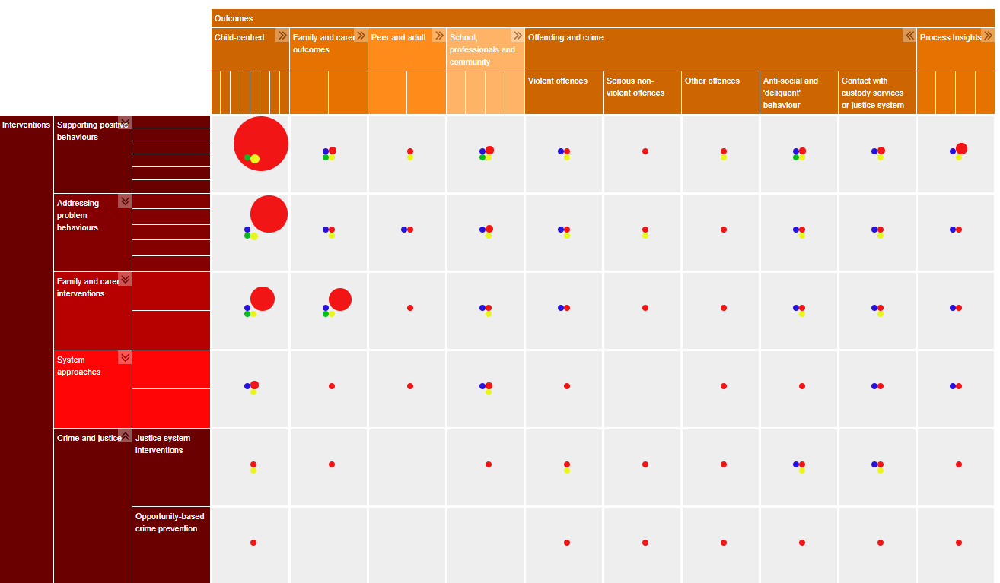 Outcomes
Child-centred
Family and carer
outcomes
Peer and adult
School,
professionals and
community
Offending and crime
Process Insights
Violent offences
Serious non-
violent offences
Other offences
Anti-social and
'deliquent'
behaviour
Contact with
custody services
or justice system
Interventions
Supporting positive
behaviours
Addressing
problem
behaviours
Family and carer
interventions
System
approaches
Crime and justice
Justice system
interventions
Opportunity-based
crime prevention